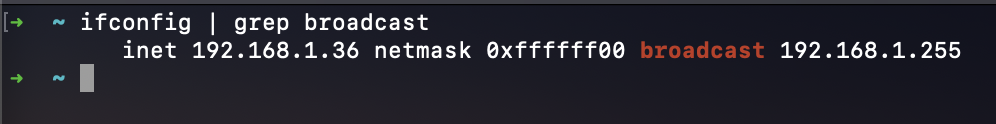 [➜ ~ ifconfig | grep broadcast
inet 192.168.1.36 netmask 0xffffff00 broadcast 192.168.1.255
➜ ~